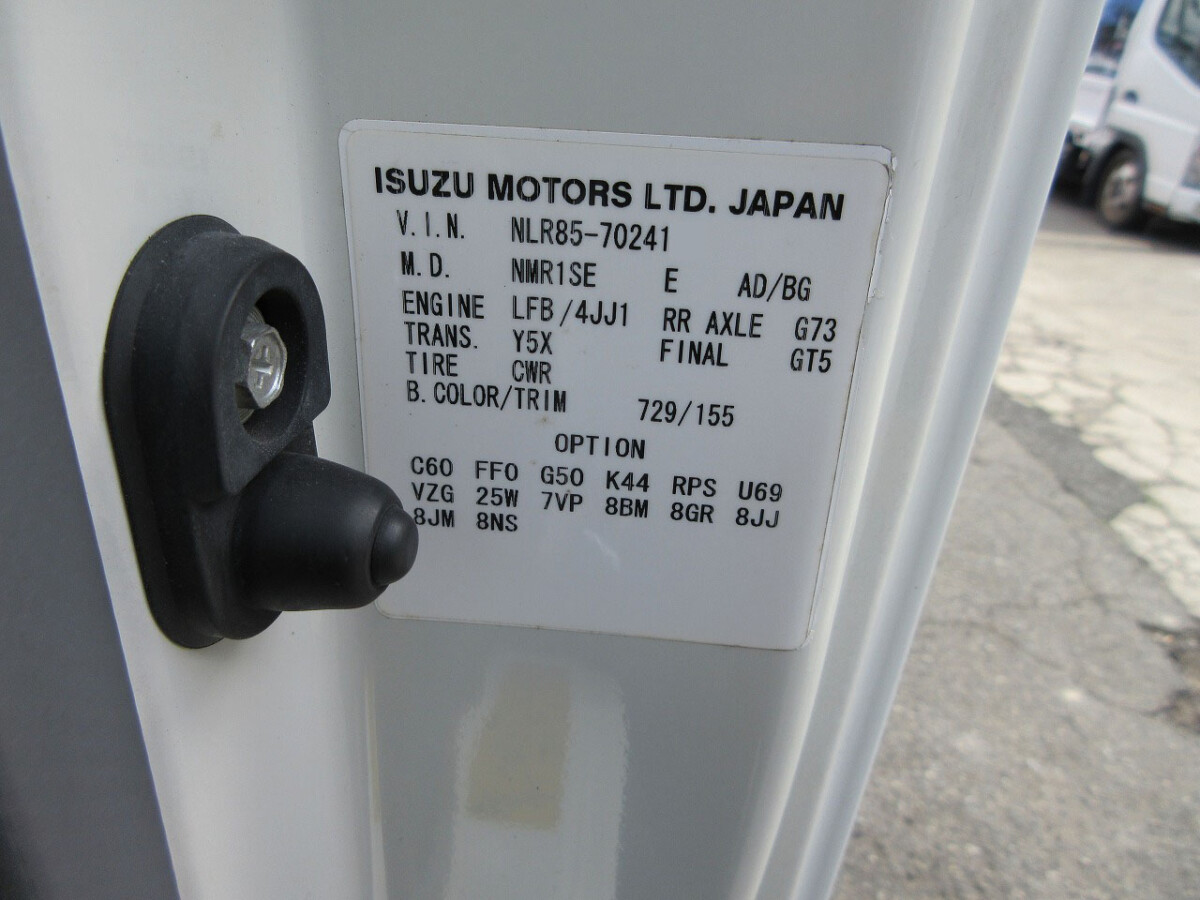 ISUZU MOTORS LTD. JAPAN
V.I.N. NLR85-70241
M.D. NMR1SE E AD/BG
ENGINE LFB/4JJ1 RR AXLE G73
TRANS. Y5X FINAL GT5
TIRE CWR
B.COLOR/TRIM 729/155
OPTION
C60 FF0 G50 K44 RPS U69
VZG 25W 7VP 8BM 8GR 8JJ
8JM 8NS